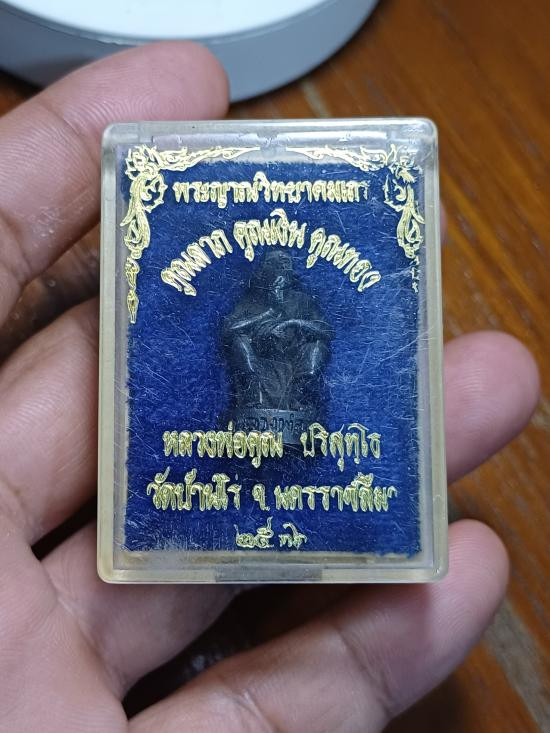 พระญาณวิทยาคมเถร
คูณลาภ คูณเงิน คูณทอง
หลวงพ่อคูณ ปริสุทฺโธ
วัดบ้านไร่ จ.นครราชสีมา